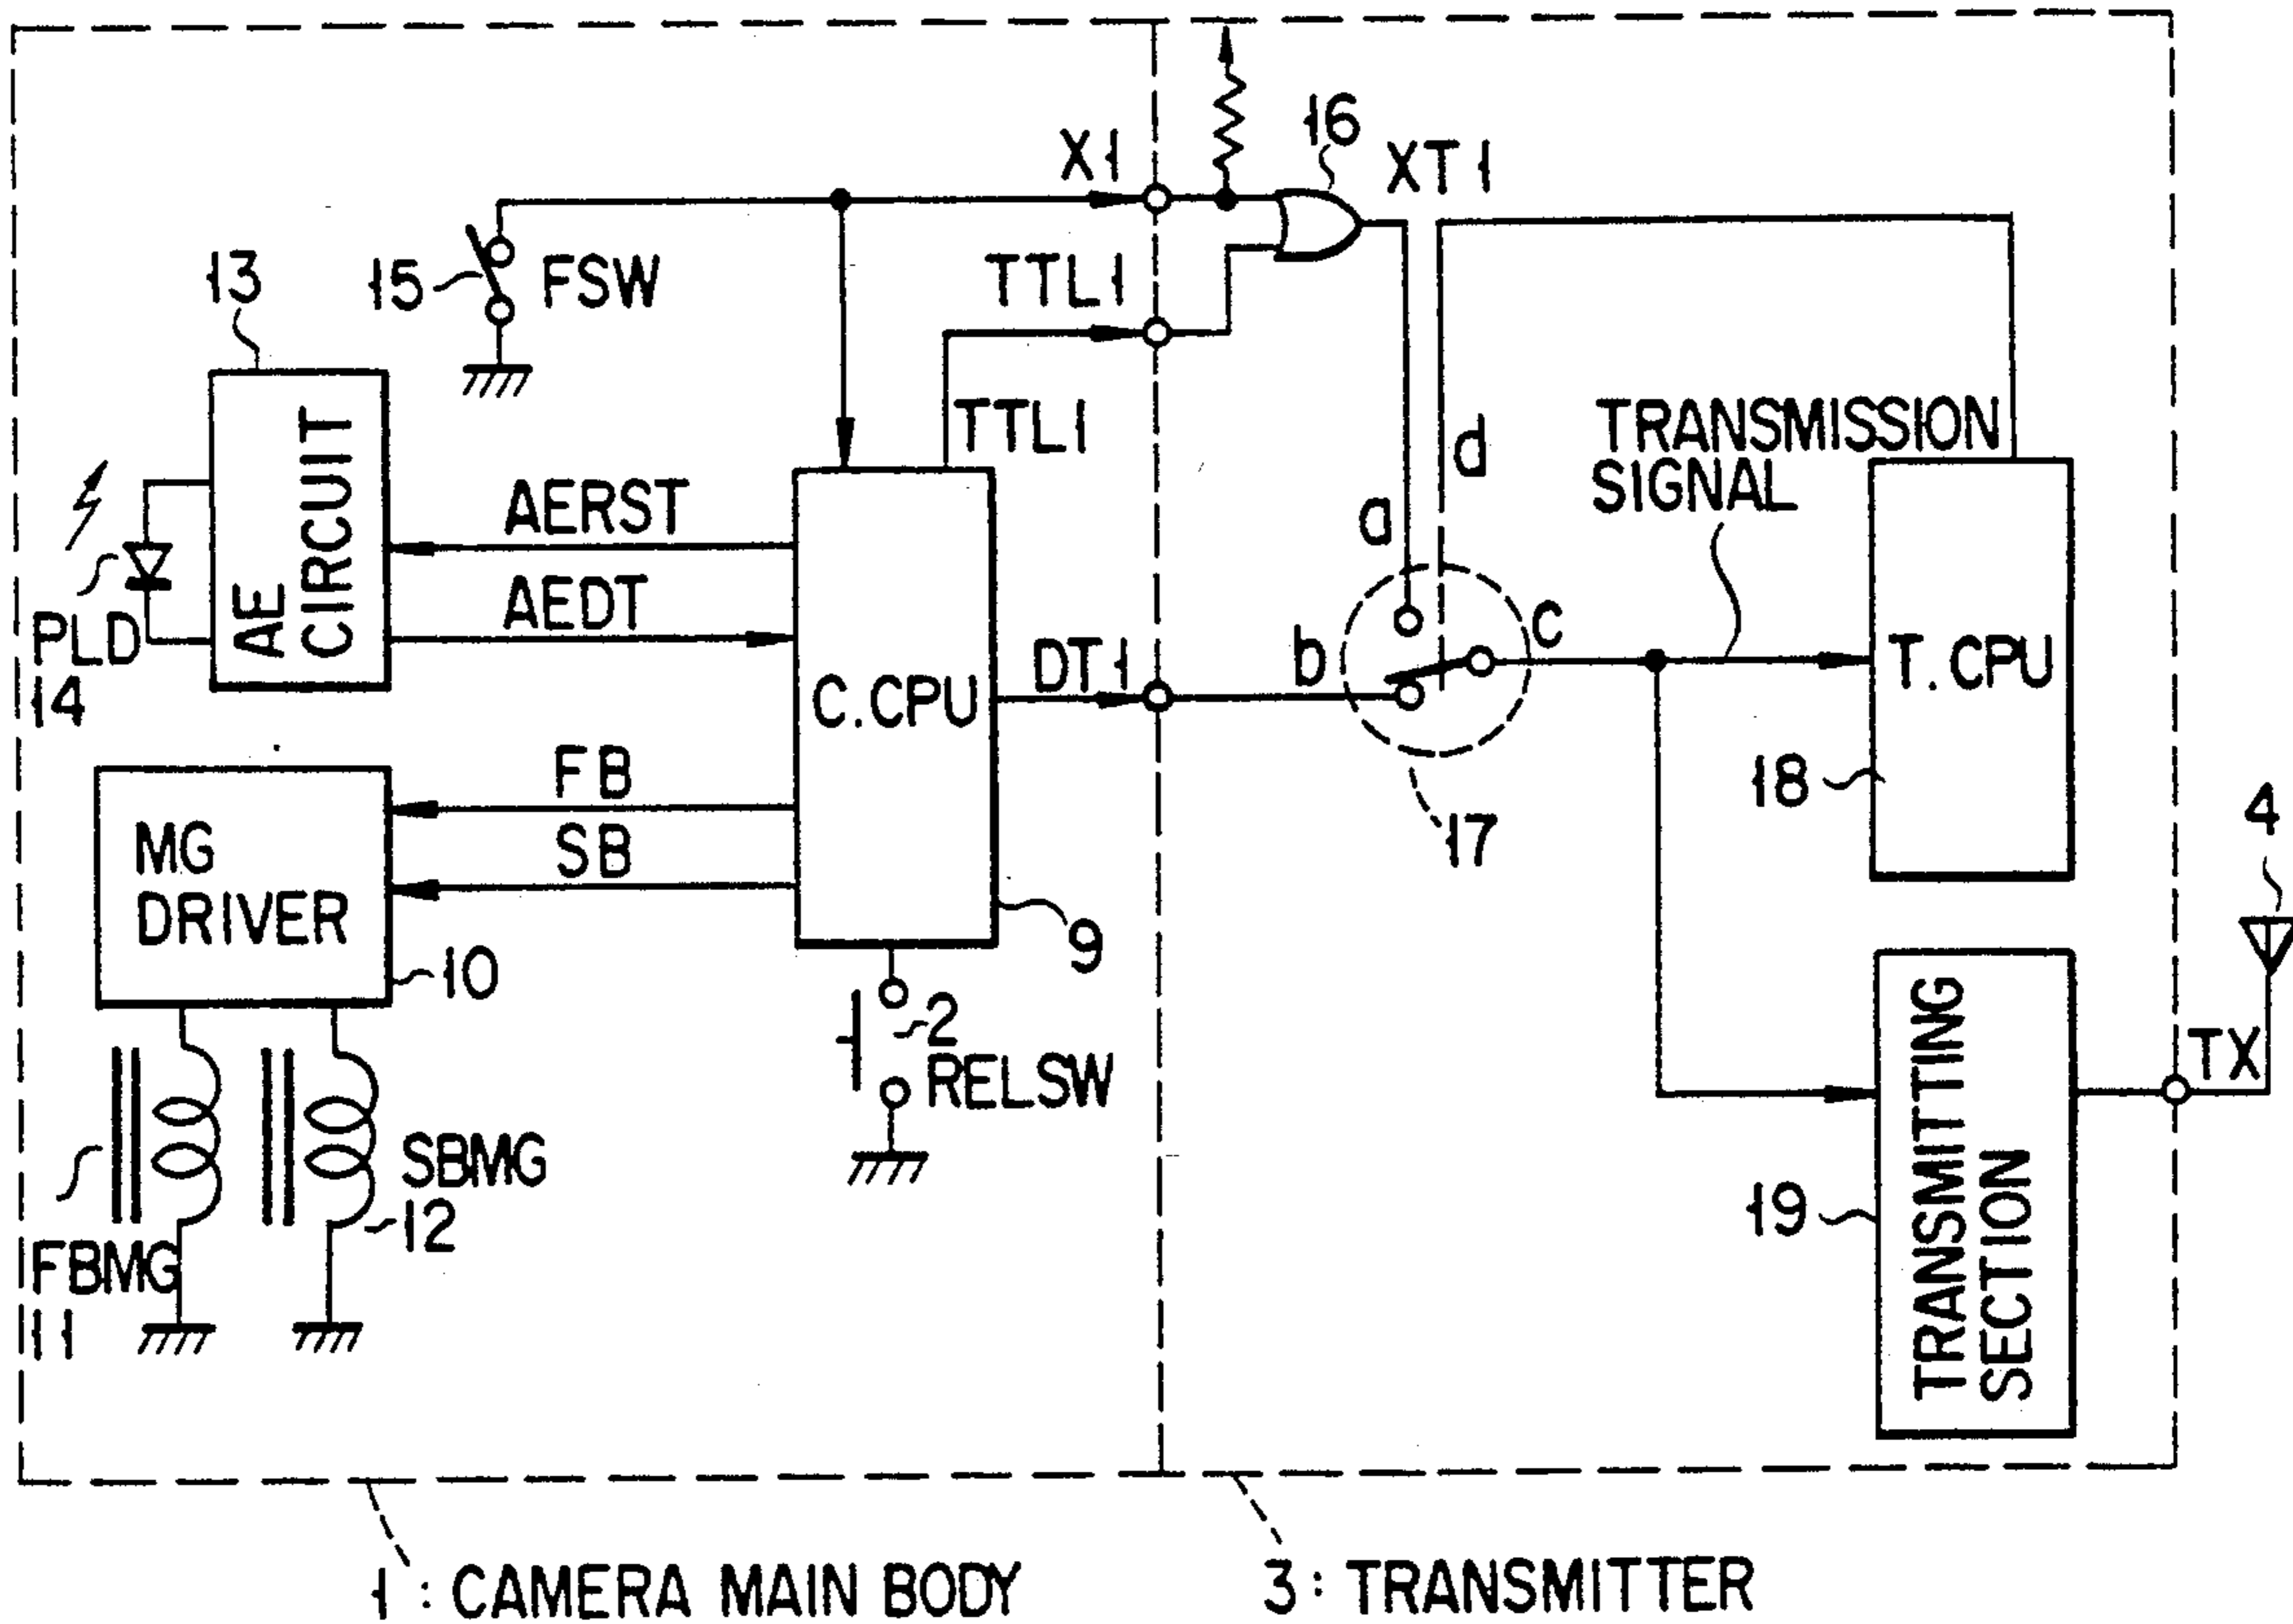 X1
16
XT1
13
15
FSW
TTL1
TTL1
d
TRANSMISSION
SIGNAL
AE
CIRCUIT
AERST
a
AEDT
PLD
14
C.CPU
DT1
b
c
T.CPU
FB
18
MG
DRIVER
SB
17
4
9
10
2
RELSW
TX
TRANSMITTING
SECTION
SBMG
12
19
FBMG
11
1 : CAMERA MAIN BODY
3 : TRANSMITTER